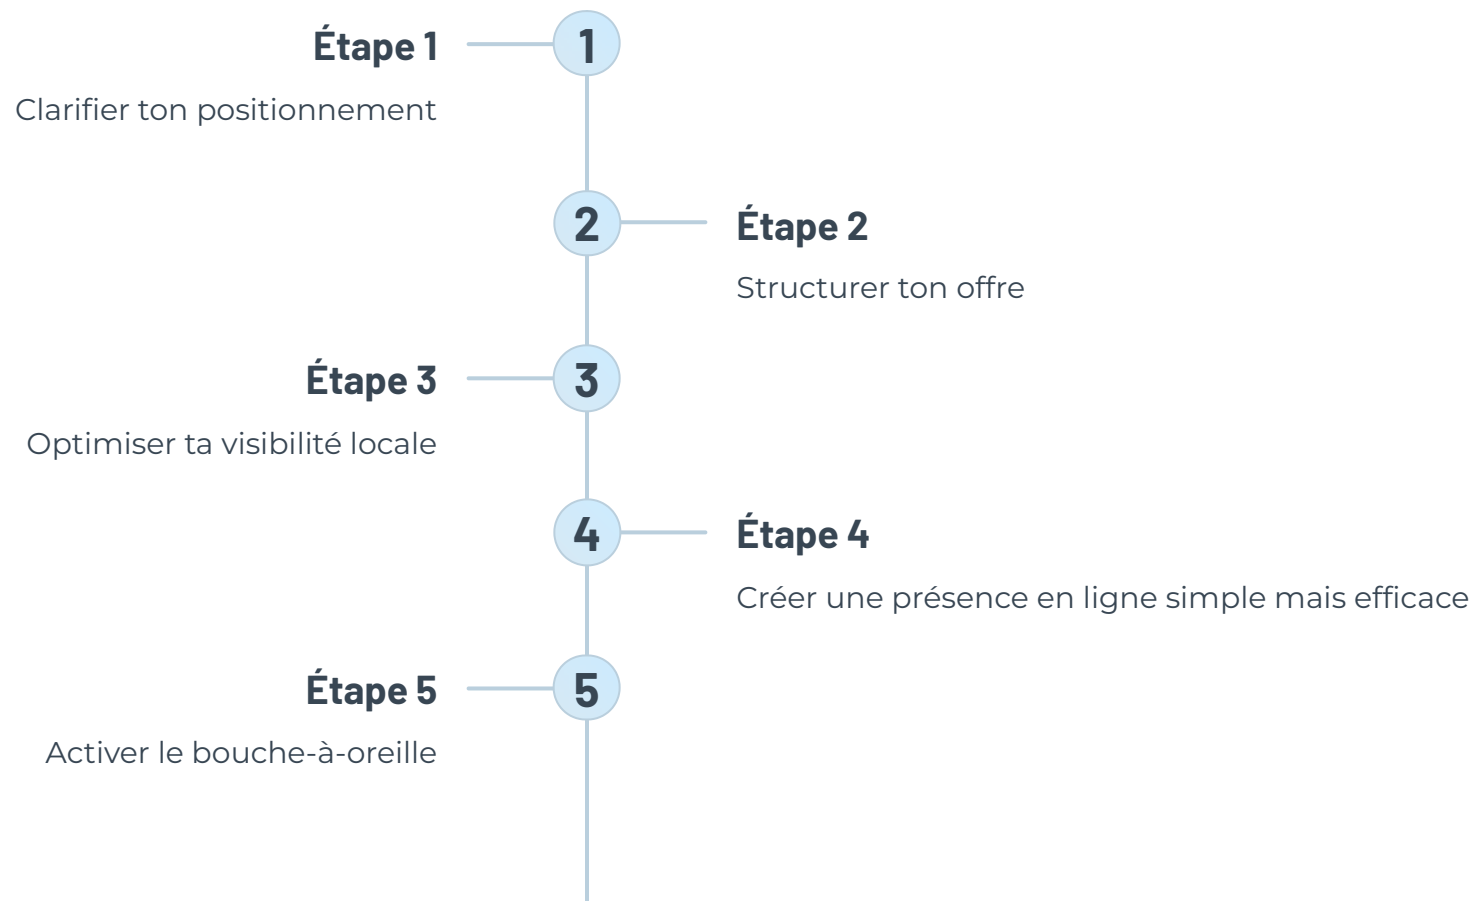 Étape 1
1
Clarifier ton positionnement
2
Étape 2
Structurer ton offre
Étape 3
3
Optimiser ta visibilité locale
4
Étape 4
Créer une présence en ligne simple mais efficace
Étape 5
5
Activer le bouche-à-oreille